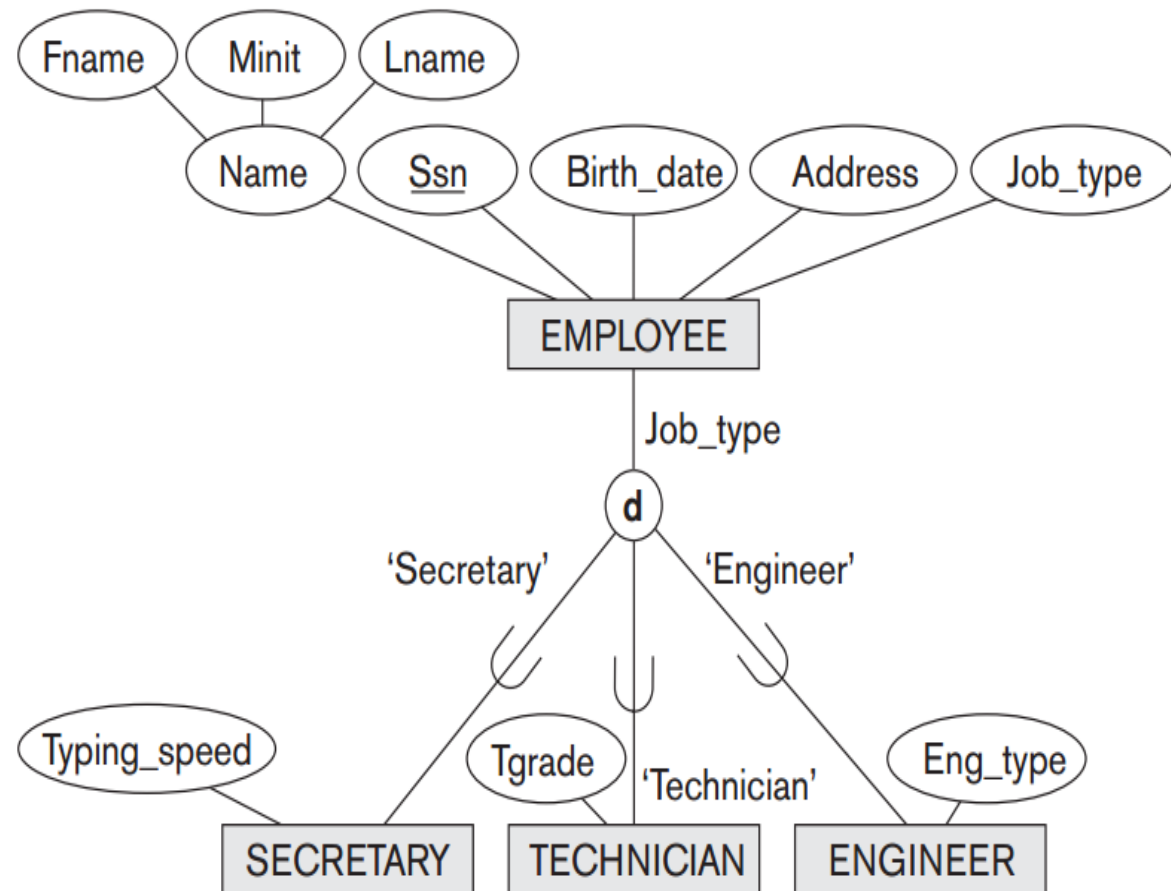 Fname
Minit
Lname
Name
Ssn
Birth_date
Address
Job_type
EMPLOYEE
Job_type
d
‘Secretary’
‘Engineer’
Typing_speed
Tgrade
‘Technician’
Eng_type
SECRETARY
TECHNICIAN
ENGINEER